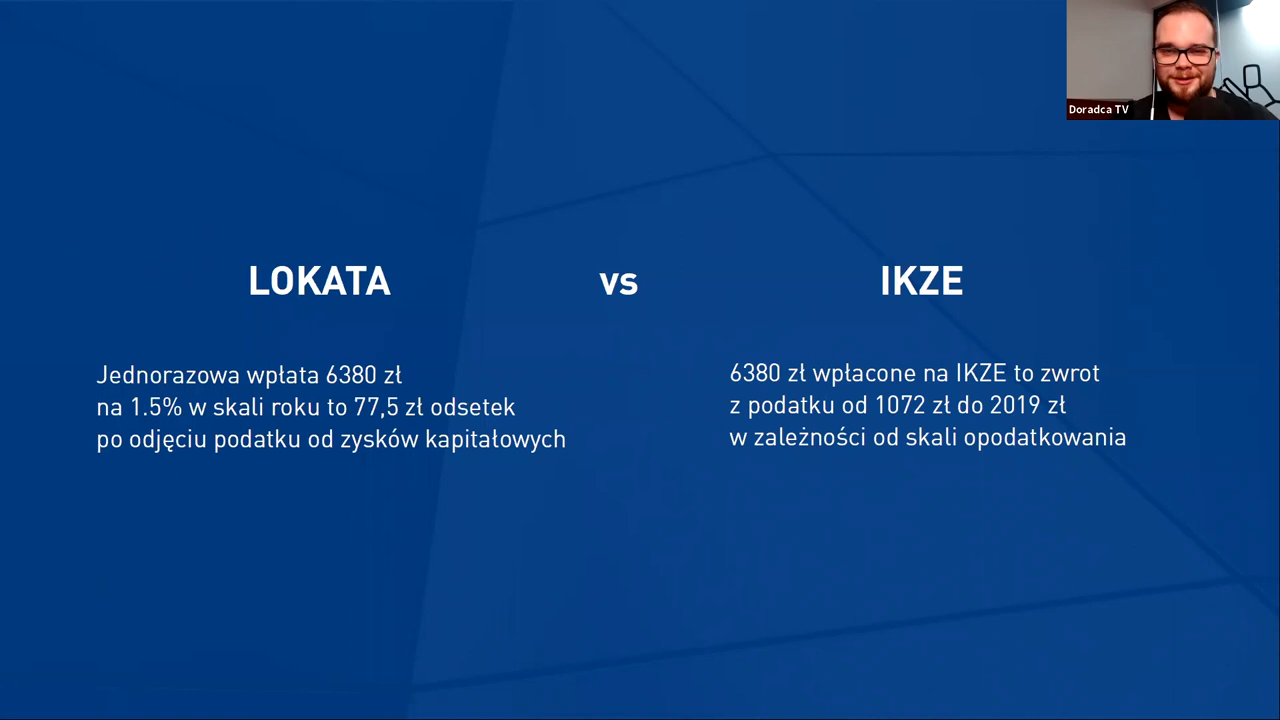 Doradca TV
LOKATA vs IKZE
Jednorazowa wpłata 6380 zł
na 1.5% w skali roku to 77,5 zł odsetek
po odjęciu podatku od zysków kapitałowych
6380 zł wpłacone na IKZE to zwrot
z podatku od 1072 zł do 2019 zł
w zależności od skali opodatkowania